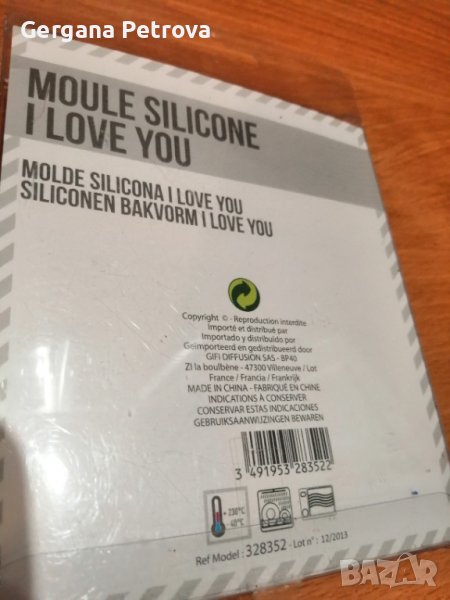 Gergana Petrova
MOULE SILICONE
I LOVE YOU
MOLDE SILICONA I LOVE YOU
SILICONEN BAKVORM I LOVE YOU
Copyright © - Reproduction interdite
Importé et distribué par
Importado y distribuido por
Geïmporteerd en gedistribueerd door
GIFI DIFFUSION SAS - BP40
ZI la boulbène - 47300 Villeneuve / Lot
France / Francia / Frankrijk
MADE IN CHINA - FABRIQUÉ EN CHINE
INDICATIONS À CONSERVER
CONSERVAR ESTAS INDICACIONES
GEBRUIKSAANWIJZINGEN BEWAREN
3 491953 283522
+ 230°C
- 40°C
Ref Model : 328352 - Lot n° : 12/2013
BAZAR